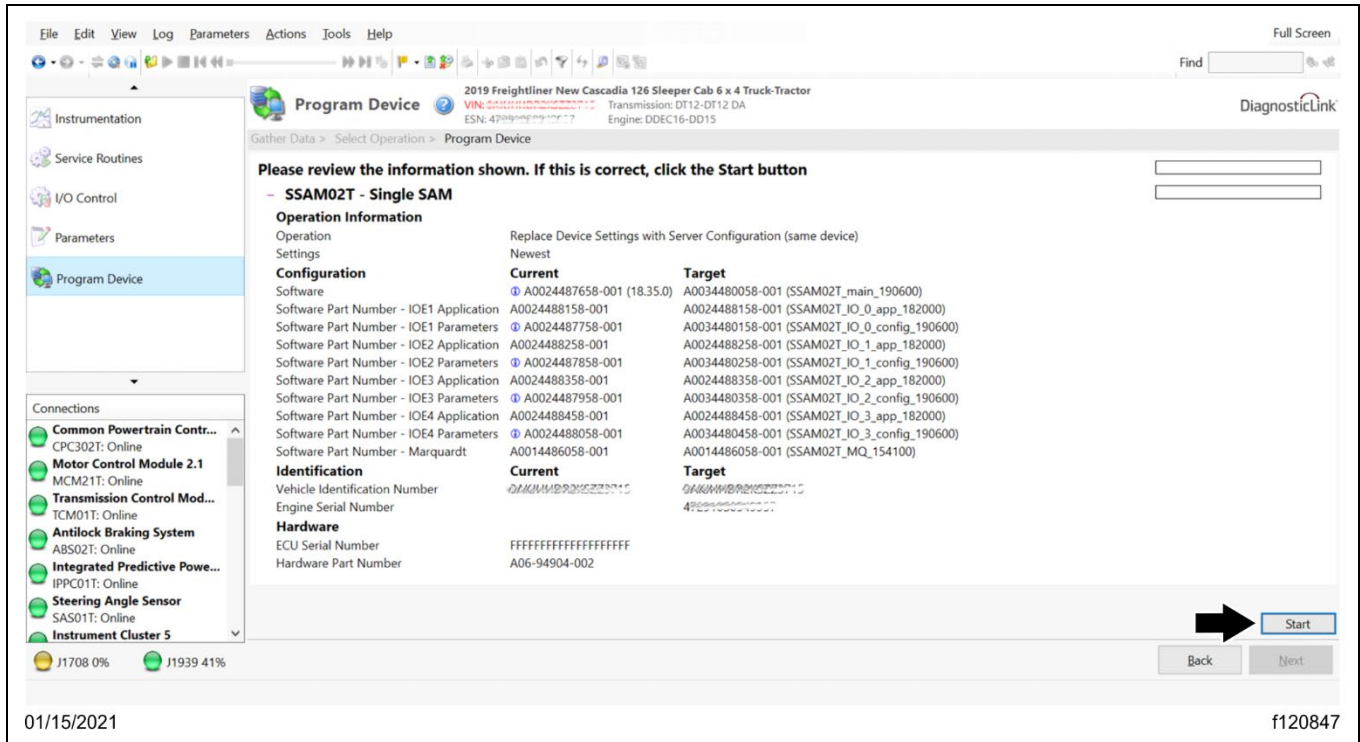 File Edit View Log Parameters Actions Tools Help Full Screen
Find
Instrumentation
Service Routines
I/O Control
Parameters
Program Device
Program Device
2019 Freightliner New Cascadia 126 Sleeper Cab 6 x 4 Truck-Tractor
VIN: Transmission: DT12-DT12 DA
ESN: Engine: DDEC16-DD15
DiagnosticLink
Gather Data > Select Operation > Program Device
Please review the information shown. If this is correct, click the Start button
− SSAM02T - Single SAM
Operation Information
Operation Replace Device Settings with Server Configuration (same device)
Settings Newest
Configuration Current Target
Software A0024487658-001 (18.35.0) A0034480058-001 (SSAM02T_main_190600)
Software Part Number - IOE1 Application A0024488158-001 A0024488158-001 (SSAM02T_IO_0_app_182000)
Software Part Number - IOE1 Parameters A0024487758-001 A0034480158-001 (SSAM02T_IO_0_config_190600)
Software Part Number - IOE2 Application A0024488258-001 A0024488258-001 (SSAM02T_IO_1_app_182000)
Software Part Number - IOE2 Parameters A0024487858-001 A0034480258-001 (SSAM02T_IO_1_config_190600)
Software Part Number - IOE3 Application A0024488358-001 A0024488358-001 (SSAM02T_IO_2_app_182000)
Software Part Number - IOE3 Parameters A0024487958-001 A0034480358-001 (SSAM02T_IO_2_config_190600)
Software Part Number - IOE4 Application A0024488458-001 A0024488458-001 (SSAM02T_IO_3_app_182000)
Software Part Number - IOE4 Parameters A0024488058-001 A0034480458-001 (SSAM02T_IO_3_config_190600)
Software Part Number - Marquardt A0014486058-001 A0014486058-001 (SSAM02T_MQ_154100)
Identification Current Target
Vehicle Identification Number
Engine Serial Number
Hardware
ECU Serial Number FFFFFFFFFFFFFFFFFFFF
Hardware Part Number A06-94904-002
Connections
Common Powertrain Contr...
CPC302T: Online
Motor Control Module 2.1
MCM21T: Online
Transmission Control Mod...
TCM01T: Online
Antilock Braking System
ABS02T: Online
Integrated Predictive Powe...
IPPC01T: Online
Steering Angle Sensor
SAS01T: Online
Instrument Cluster 5
Start
J1708 0% J1939 41%
Back Next
01/15/2021 f120847